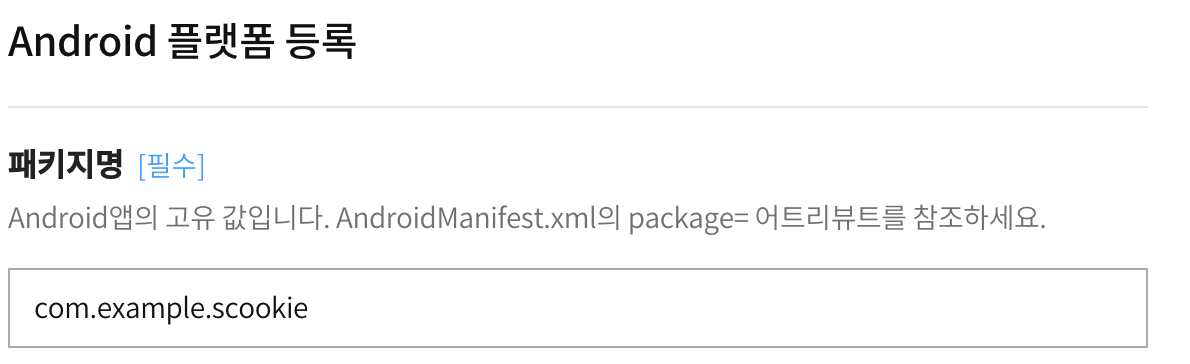 Android 플랫폼 등록
패키지명 [필수]
Android앱의 고유 값입니다. AndroidManifest.xml의 package= 어트리뷰트를 참조하세요.
com.example.scookie